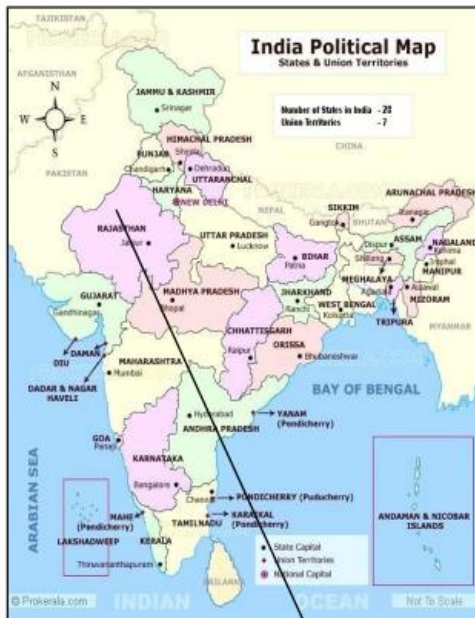 TAJIKISTAN
India Political Map
States & Union Territories
AFGANISTHAN
JAMMU & KASHMIR
Srinagar
Number of States in India - 28
Union Territories - 7
N
W E
S
HIMACHAL PRADESH
Shimla
PUNJAB
Chandigarh
Dehradun
UTTARANCHAL
CHINA
PAKISTAN
HARYANA
NEW DELHI
ARUNACHAL PRADESH
Itanagar
SIKKIM
Gangtok
BHUTAN
NEPAL
RAJASTHAN
Jaipur
UTTAR PRADESH
Lucknow
ASSAM
Dispur
NAGALAND
Kohima
BIHAR
Patna
Shillong
MEGHALAYA
Imphal
MANIPUR
GUJARAT
Gandhinagar
MADHYA PRADESH
Bhopal
JHARKHAND
Ranchi
WEST BENGAL
Kolkatta
Agartala
Aizawal
MIZORAM
TRIPURA
MYANMAR
CHHATTISGARH
Raipur
ORISSA
Bhubaneshwar
DAMAN
DIU
MAHARASHTRA
Mumbai
DADAR & NAGAR
HAVELI
BAY OF BENGAL
Hyderabad
ANDHRA PRADESH
YANAM
(Pondicherry)
GOA
Panaji
KARNATAKA
Bangalore
ARABIAN SEA
Chennai
PONDICHERRY (Puducherry)
MAHE
(Pondicherry)
KARAIKAL
(Pondicherry)
TAMILNADU
ANDAMAN & NICOBAR
ISLANDS
LAKSHADWEEP
KERALA
Thiruvananthapuram
State Capital
Union Territories
National Capital
SRILANKA
© Prokerala.com
INDIAN OCEAN
Not To Scale